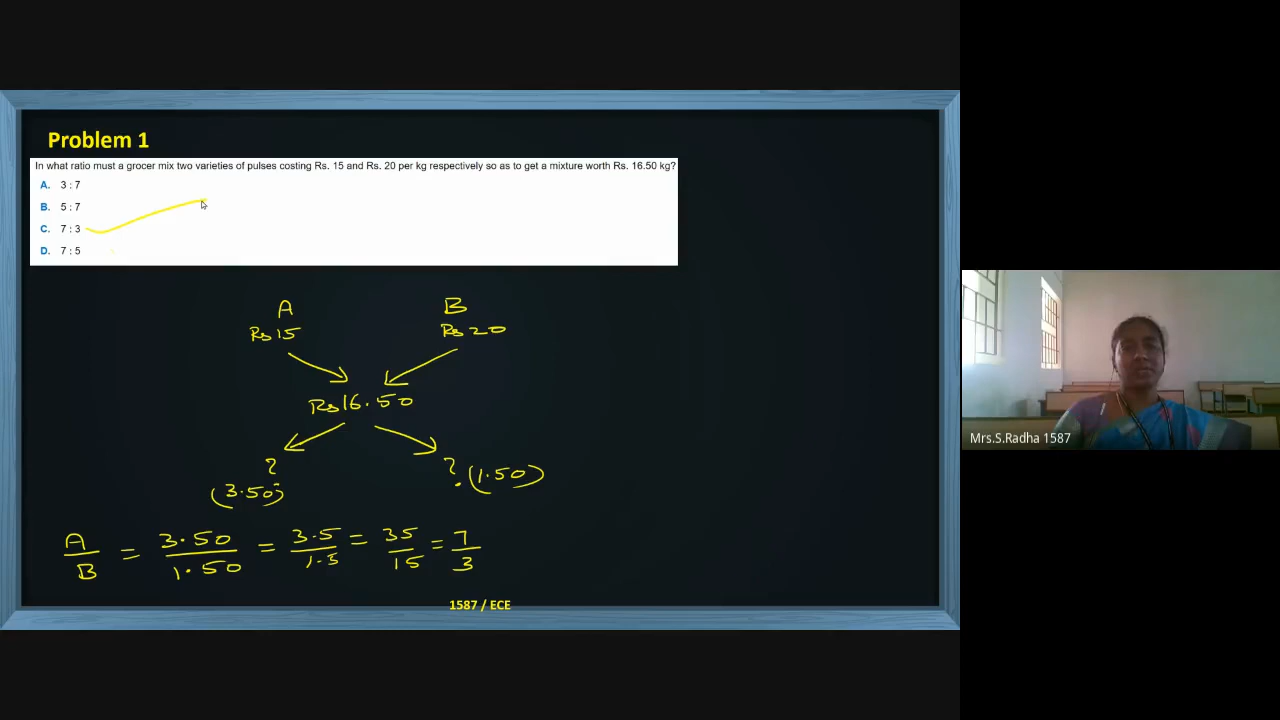 Problem 1
In what ratio must a grocer mix two varieties of pulses costing Rs. 15 and Rs. 20 per kg respectively so as to get a mixture worth Rs. 16.50 kg?
A. 3 : 7
B. 5 : 7
C. 7 : 3
D. 7 : 5
A B
Rs 15 Rs 20
Rs 16.50
? ?
(3.50) (1.50)
A/B = 3.50/1.50 = 3.5/1.5 = 35/15 = 7/3
1587 / ECE
Mrs.S.Radha 1587